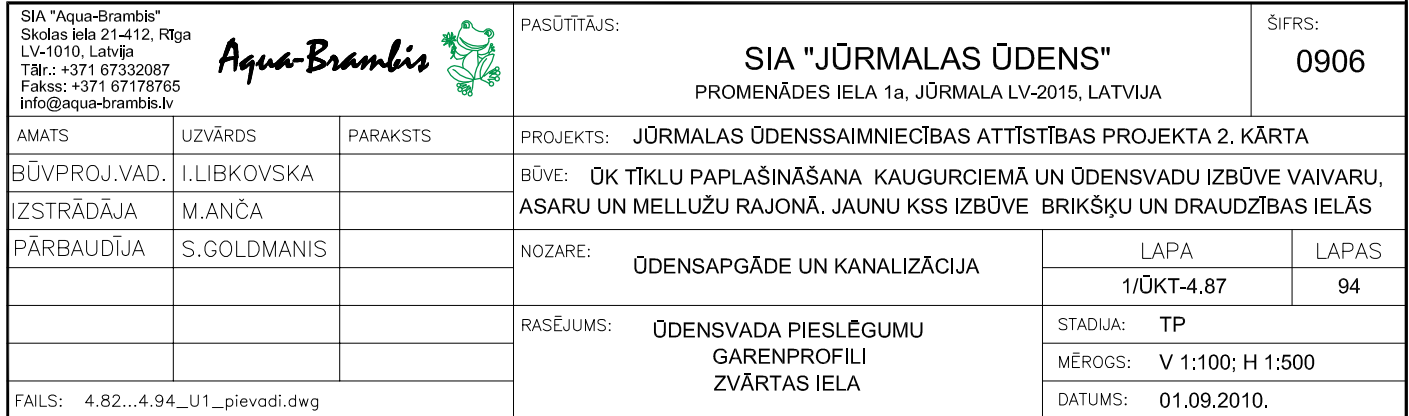 SIA "Aqua-Brambis"
Skolas iela 21-412, Rīga
LV-1010, Latvija
Tālr.: +371 67332087
Fakss: +371 67178765
info@aqua-brambis.lv
Aqua-Brambis
PASŪTĪTĀJS:
SIA "JŪRMALAS ŪDENS"
PROMENĀDES IELA 1a, JŪRMALA LV-2015, LATVIJA
ŠIFRS:
0906
AMATS UZVĀRDS PARAKSTS
BŪVPROJ.VAD. I.LIBKOVSKA
IZSTRĀDĀJA M.ANČA
PĀRBAUDĪJA S.GOLDMANIS
FAILS: 4.82...4.94_U1_pievadi.dwg
PROJEKTS: JŪRMALAS ŪDENSSAIMNIECĪBAS ATTĪSTĪBAS PROJEKTA 2. KĀRTA
BŪVE: ŪK TĪKLU PAPLAŠINĀŠANA KAUGURCIEMĀ UN ŪDENSVADU IZBŪVE VAIVARU,
ASARU UN MELLUŽU RAJONĀ. JAUNU KSS IZBŪVE BRIKŠĶU UN DRAUDZĪBAS IELĀS
NOZARE:
ŪDENSAPGĀDE UN KANALIZĀCIJA
LAPA LAPAS
1/ŪKT-4.87 94
RASĒJUMS: ŪDENSVADA PIESLĒGUMU
GARENPROFILI
ZVĀRTAS IELA
STADIJA: TP
MĒROGS: V 1:100; H 1:500
DATUMS: 01.09.2010.